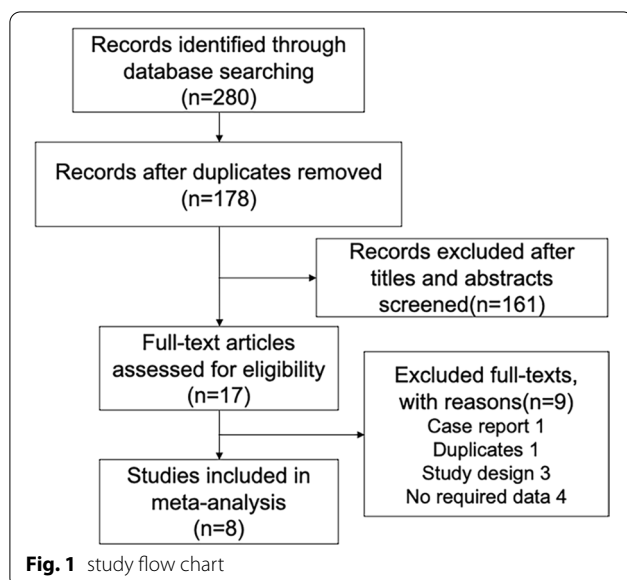 Records identified through
database searching
(n=280)
Records after duplicates removed
(n=178)
Records excluded after
titles and abstracts
screened(n=161)
Full-text articles
assessed for eligibility
(n=17)
Excluded full-texts,
with reasons(n=9)
Case report 1
Duplicates 1
Study design 3
No required data 4
Studies included in
meta-analysis
(n=8)
Fig. 1 study flow chart